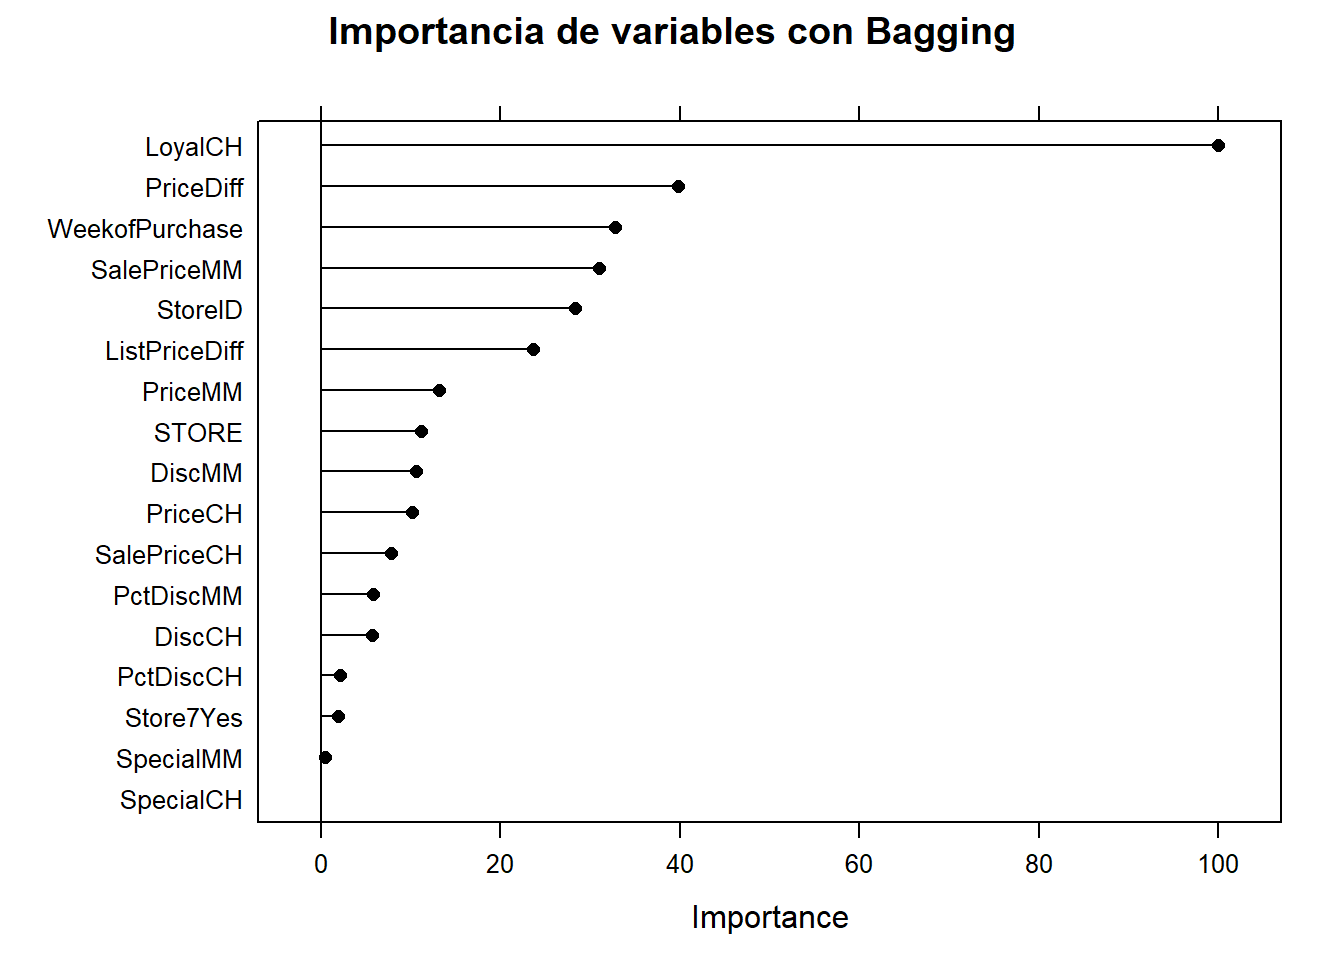 Importancia de variables con Bagging
LoyalCH
PriceDiff
WeekofPurchase
SalePriceMM
StoreID
ListPriceDiff
PriceMM
STORE
DiscMM
PriceCH
SalePriceCH
PctDiscMM
DiscCH
PctDiscCH
Store7Yes
SpecialMM
SpecialCH
0 20 40 60 80 100
Importance